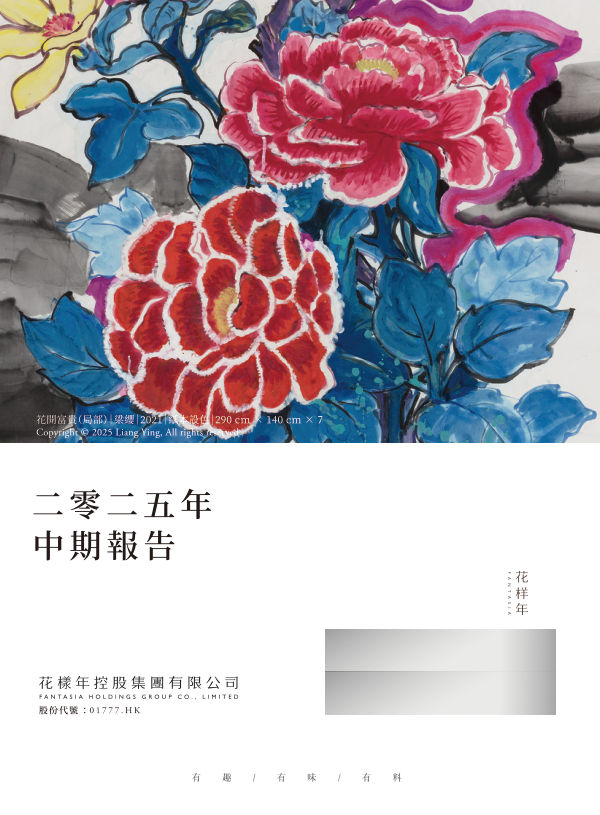 花開富貴(局部)|梁纓|2021|紙本設色|290 cm × 140 cm × 7
Copyright © 2025 Liang Ying, All rights reserved.
二零二五年
中期報告
花样年
FANTASIA
花樣年控股集團有限公司
FANTASIA HOLDINGS GROUP CO., LIMITED
股份代號：01777.HK
有趣 / 有味 / 有料